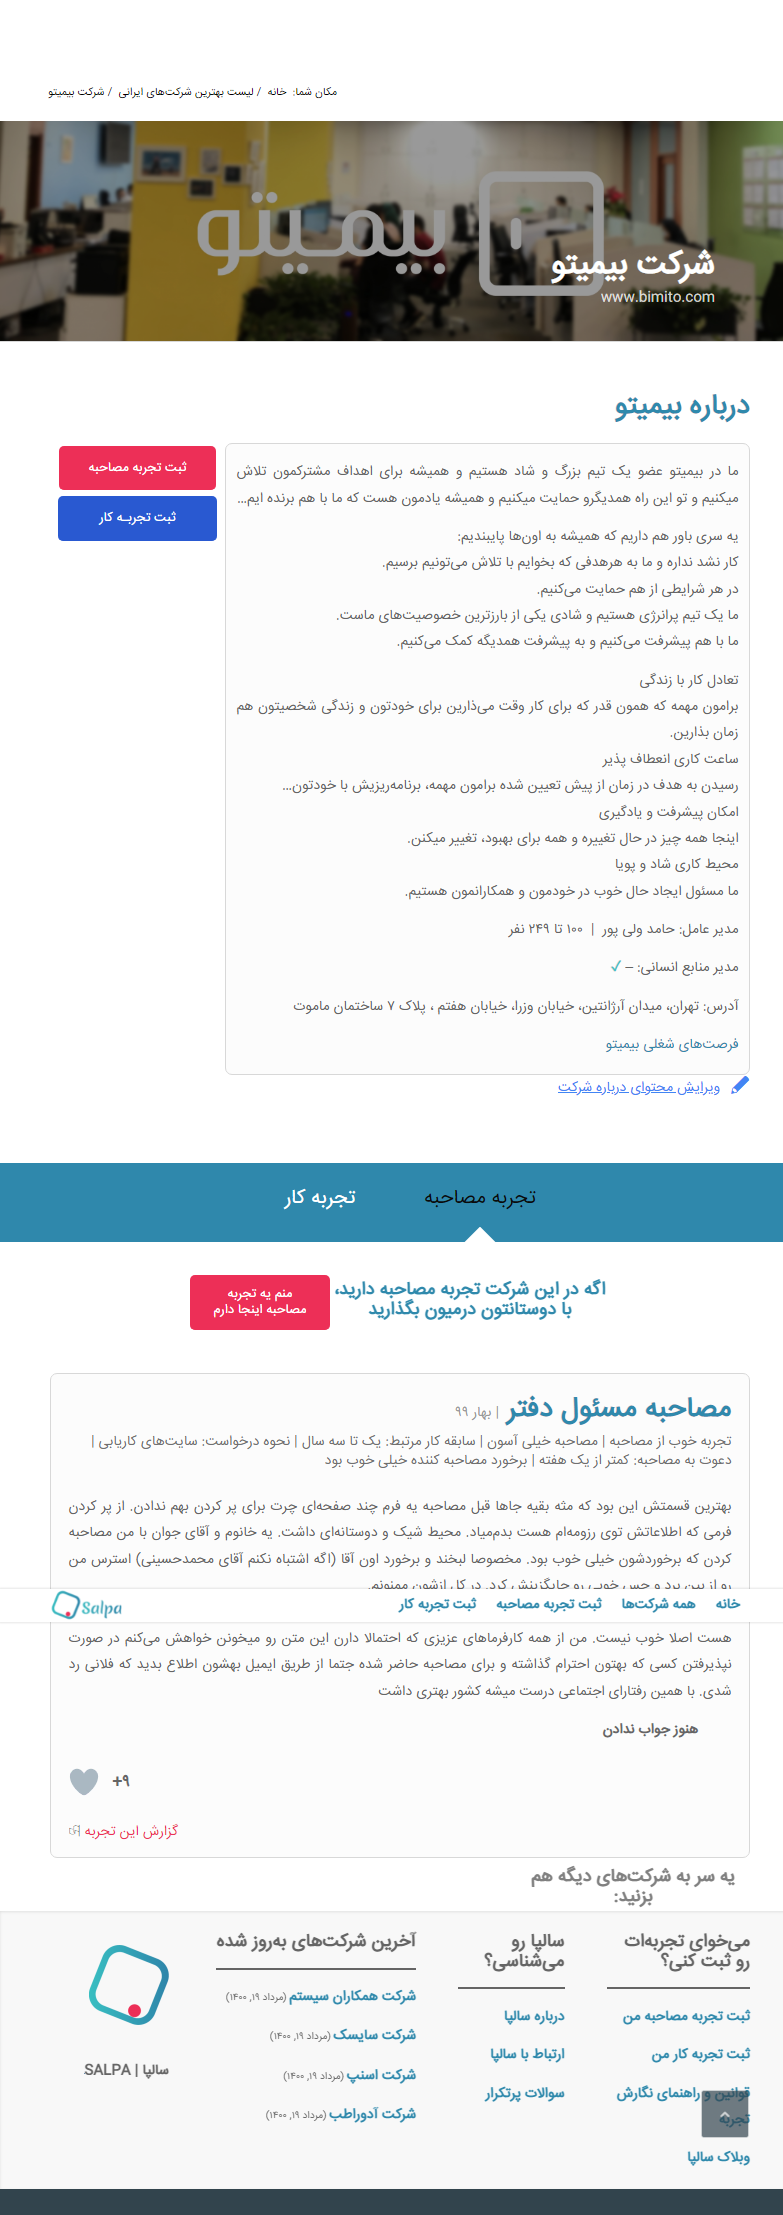 مکان شما: خانه / لیست بهترین شرکت‌های ایرانی / شرکت بیمیتو
بیمیتو
شرکت بیمیتو
www.bimito.com
درباره بیمیتو
ثبت تجربه مصاحبه
ثبت تجربـه کار
ما در بیمیتو عضو یک تیم بزرگ و شاد هستیم و همیشه برای اهداف مشترکمون تلاش
میکنیم و تو این راه همدیگرو حمایت میکنیم و همیشه یادمون هست که ما با هم برنده ایم...
یه سری باور هم داریم که همیشه به اون‌ها پایبندیم:
کار نشد نداره و ما به هرهدفی که بخوایم با تلاش می‌تونیم برسیم.
در هر شرایطی از هم حمایت می‌کنیم.
ما یک تیم پرانرژی هستیم و شادی یکی از بارزترین خصوصیت‌های ماست.
ما با هم پیشرفت می‌کنیم و به پیشرفت همدیگه کمک می‌کنیم.
تعادل کار با زندگی
برامون مهمه که همون قدر که برای کار وقت می‌ذارین برای خودتون و زندگی شخصیتون هم
زمان بذارین.
ساعت کاری انعطاف پذیر
رسیدن به هدف در زمان از پیش تعیین شده برامون مهمه، برنامه‌ریزیش با خودتون...
امکان پیشرفت و یادگیری
اینجا همه چیز در حال تغییره و همه برای بهبود، تغییر میکنن.
محیط کاری شاد و پویا
ما مسئول ایجاد حال خوب در خودمون و همکارانمون هستیم.
مدیر عامل: حامد ولی پور | ۱۰۰ تا ۲۴۹ نفر
مدیر منابع انسانی: – ✓
آدرس: تهران، میدان آرژانتین، خیابان وزرا، خیابان هفتم ، پلاک ۷ ساختمان ماموت
فرصت‌های شغلی بیمیتو
ویرایش محتوای درباره شرکت
تجربه مصاحبه
تجربه کار
اگه در این شرکت تجربه مصاحبه دارید،
با دوستانتون درمیون بگذارید
منم یه تجربه
مصاحبه اینجا دارم
مصاحبه مسئول دفتر | بهار ۹۹
تجربه خوب از مصاحبه | مصاحبه خیلی آسون | سابقه کار مرتبط: یک تا سه سال | نحوه درخواست: سایت‌های کاریابی |
دعوت به مصاحبه: کمتر از یک هفته | برخورد مصاحبه کننده خیلی خوب بود
بهترین قسمتش این بود که مثه بقیه جاها قبل مصاحبه یه فرم چند صفحه‌ای چرت برای پر کردن بهم ندادن. از پر کردن
فرمی که اطلاعاتش توی رزومه‌ام هست بدم‌میاد. محیط شیک و دوستانه‌ای داشت. یه خانوم و آقای جوان با من مصاحبه
کردن که برخوردشون خیلی خوب بود. مخصوصا لبخند و برخورد اون آقا (اگه اشتباه نکنم آقای محمدحسینی) استرس من
رو از بین برد و حس خوبی رو جایگزینش کرد. در کل ازشون ممنونم.
خانه
همه شرکت‌ها
ثبت تجربه مصاحبه
ثبت تجربه کار
Salpa
هست اصلا خوب نیست. من از همه کارفرماهای عزیزی که احتمالا دارن این متن رو میخونن خواهش می‌کنم در صورت
نپذیرفتن کسی که بهتون احترام گذاشته و برای مصاحبه حاضر شده حتما از طریق ایمیل بهشون اطلاع بدید که فلانی رد
شدی. با همین رفتارای اجتماعی درست میشه کشور بهتری داشت
هنوز جواب ندادن
+۹
گزارش این تجربه
یه سر به شرکت‌های دیگه هم
بزنید:
می‌خوای تجربه‌ات
رو ثبت کنی؟
ثبت تجربه مصاحبه من
ثبت تجربه کار من
قوانین و راهنمای نگارش
تجربه
وبلاگ سالپا
سالپا رو
می‌شناسی؟
درباره سالپا
ارتباط با سالپا
سوالات پرتکرار
آخرین شرکت‌های به‌روز شده
شرکت همکاران سیستم (مرداد ۱۹, ۱۴۰۰)
شرکت سایسک (مرداد ۱۹, ۱۴۰۰)
شرکت اسنپ (مرداد ۱۹, ۱۴۰۰)
شرکت آدوراطب (مرداد ۱۹, ۱۴۰۰)
سالپا | SALPA